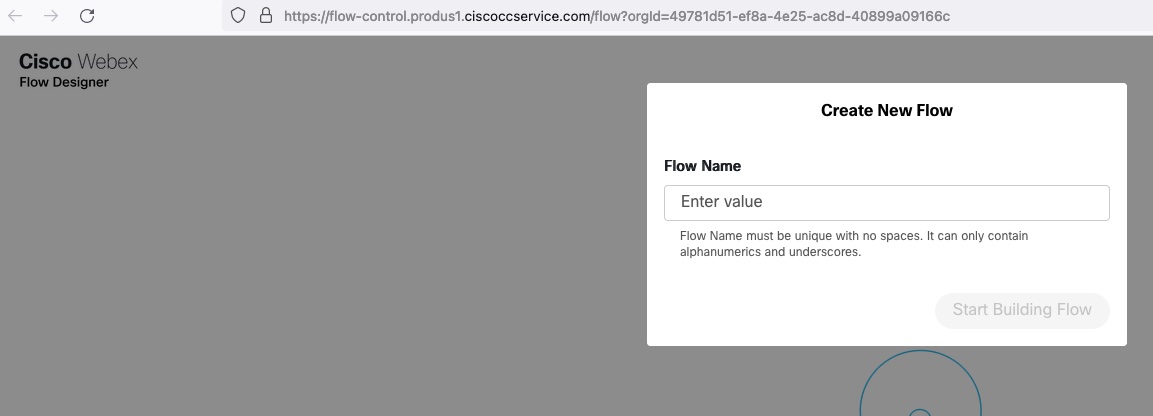 https://flow-control.produs1.ciscoccservice.com/flow?orgId=49781d51-ef8a-4e25-ac8d-40899a09166c
Cisco Webex
Flow Designer
Create New Flow
Flow Name
Enter value
Flow Name must be unique with no spaces. It can only contain
alphanumerics and underscores.
Start Building Flow